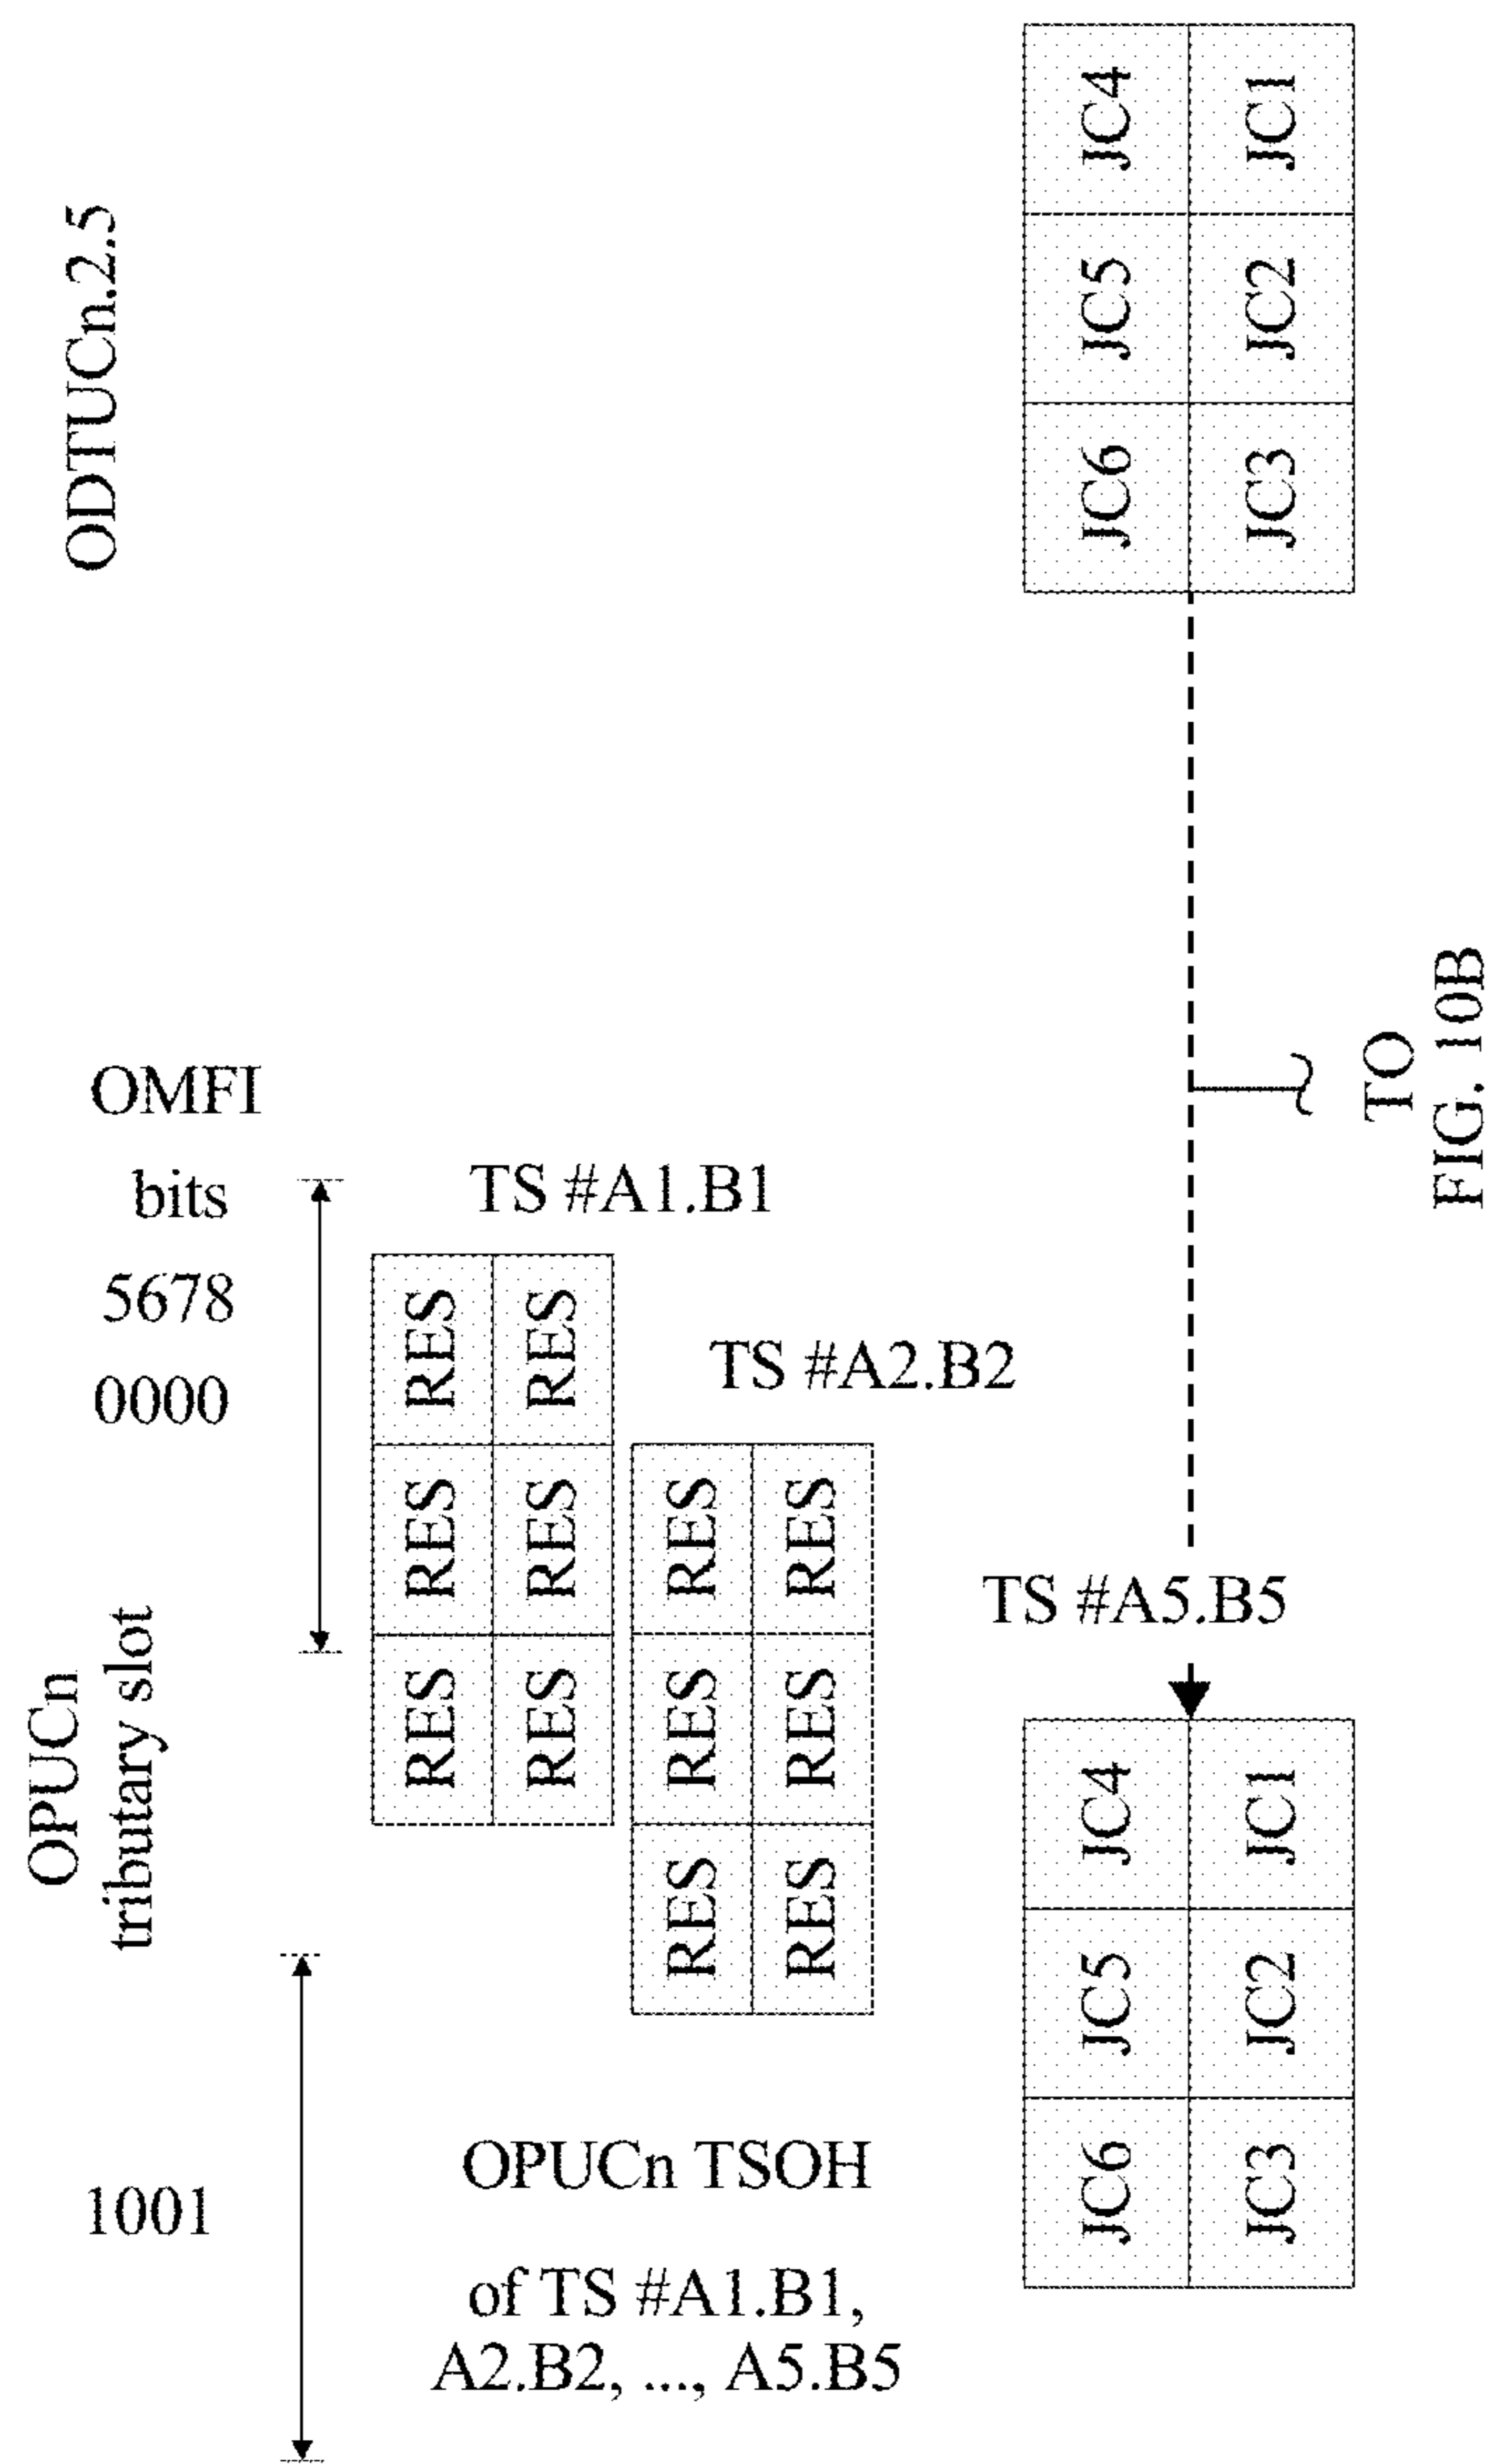 ODTUCn.2.5
JC4
JC5
JC6
JC1
JC2
JC3
OMFI
bits
5678
0000
OPUCn
tributary slot
1001
TS #A1.B1
RES
RES
RES
RES
RES
RES
TS #A2.B2
RES
RES
RES
RES
RES
RES
TS #A5.B5
JC4
JC5
JC6
JC1
JC2
JC3
OPUCn TSOH
of TS #A1.B1,
A2.B2, ..., A5.B5
TO
FIG. 10B